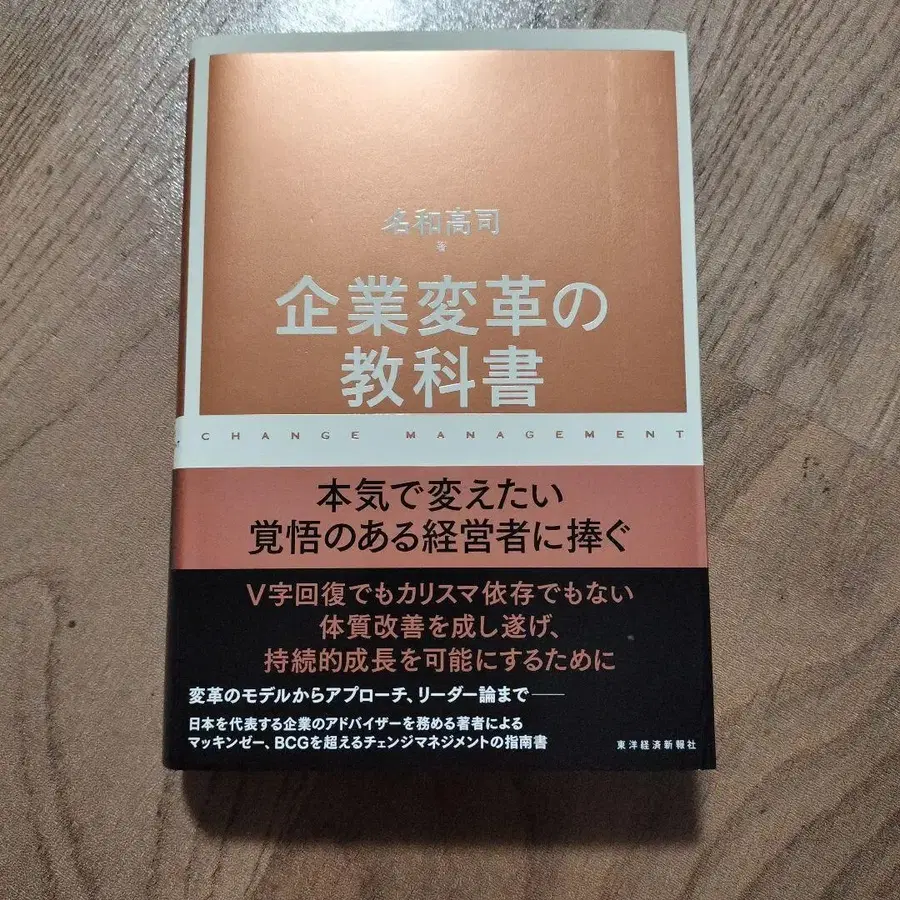 名和高司
著
企業変革の
教科書
CHANGE MANAGEMENT
本気で変えたい
覚悟のある経営者に捧ぐ
V字回復でもカリスマ依存でもない
体質改善を成し遂げ、
持続的成長を可能にするために
変革のモデルからアプローチ、リーダー論まで——
日本を代表する企業のアドバイザーを務める著者による
マッキンゼー、BCGを超えるチェンジマネジメントの指南書
東洋経済新報社